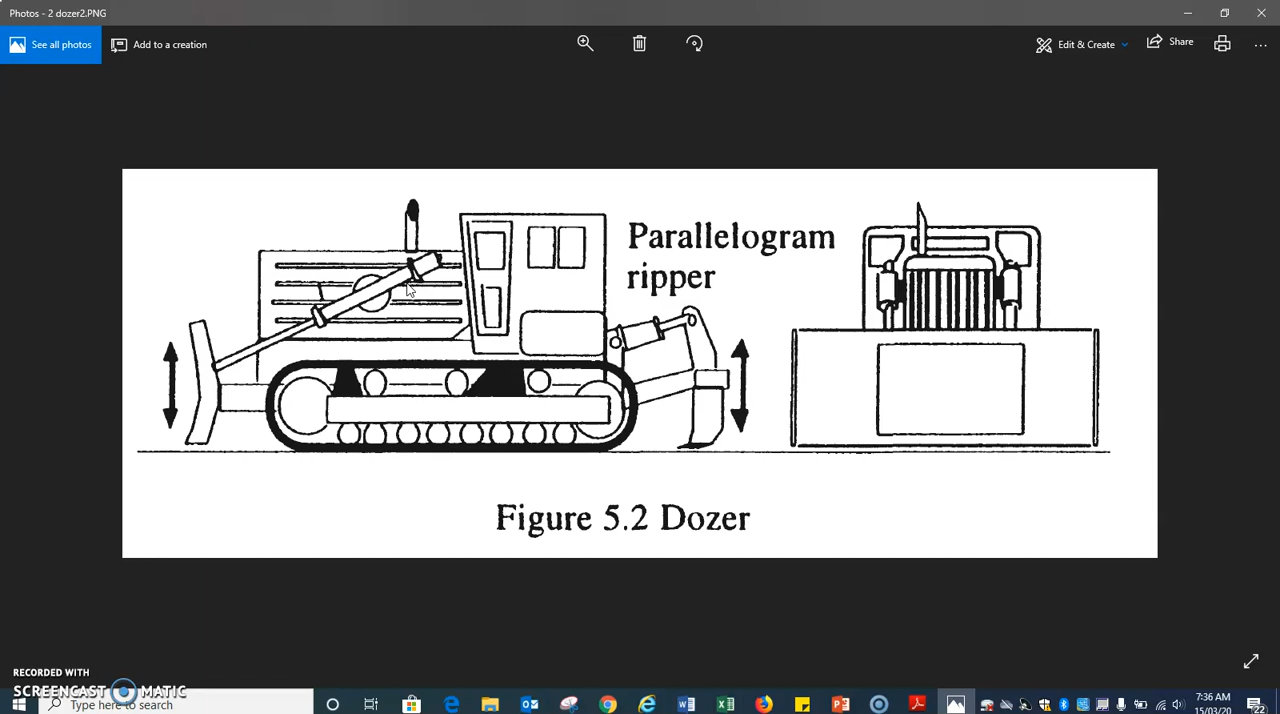 Photos - 2 dozer2.PNG
See all photos
Add to a creation
Edit & Create
Share
Parallelogram
ripper
Figure 5.2 Dozer
RECORDED WITH
SCREENCAST MATIC
Type here to search
7:36 AM
15/03/20
22